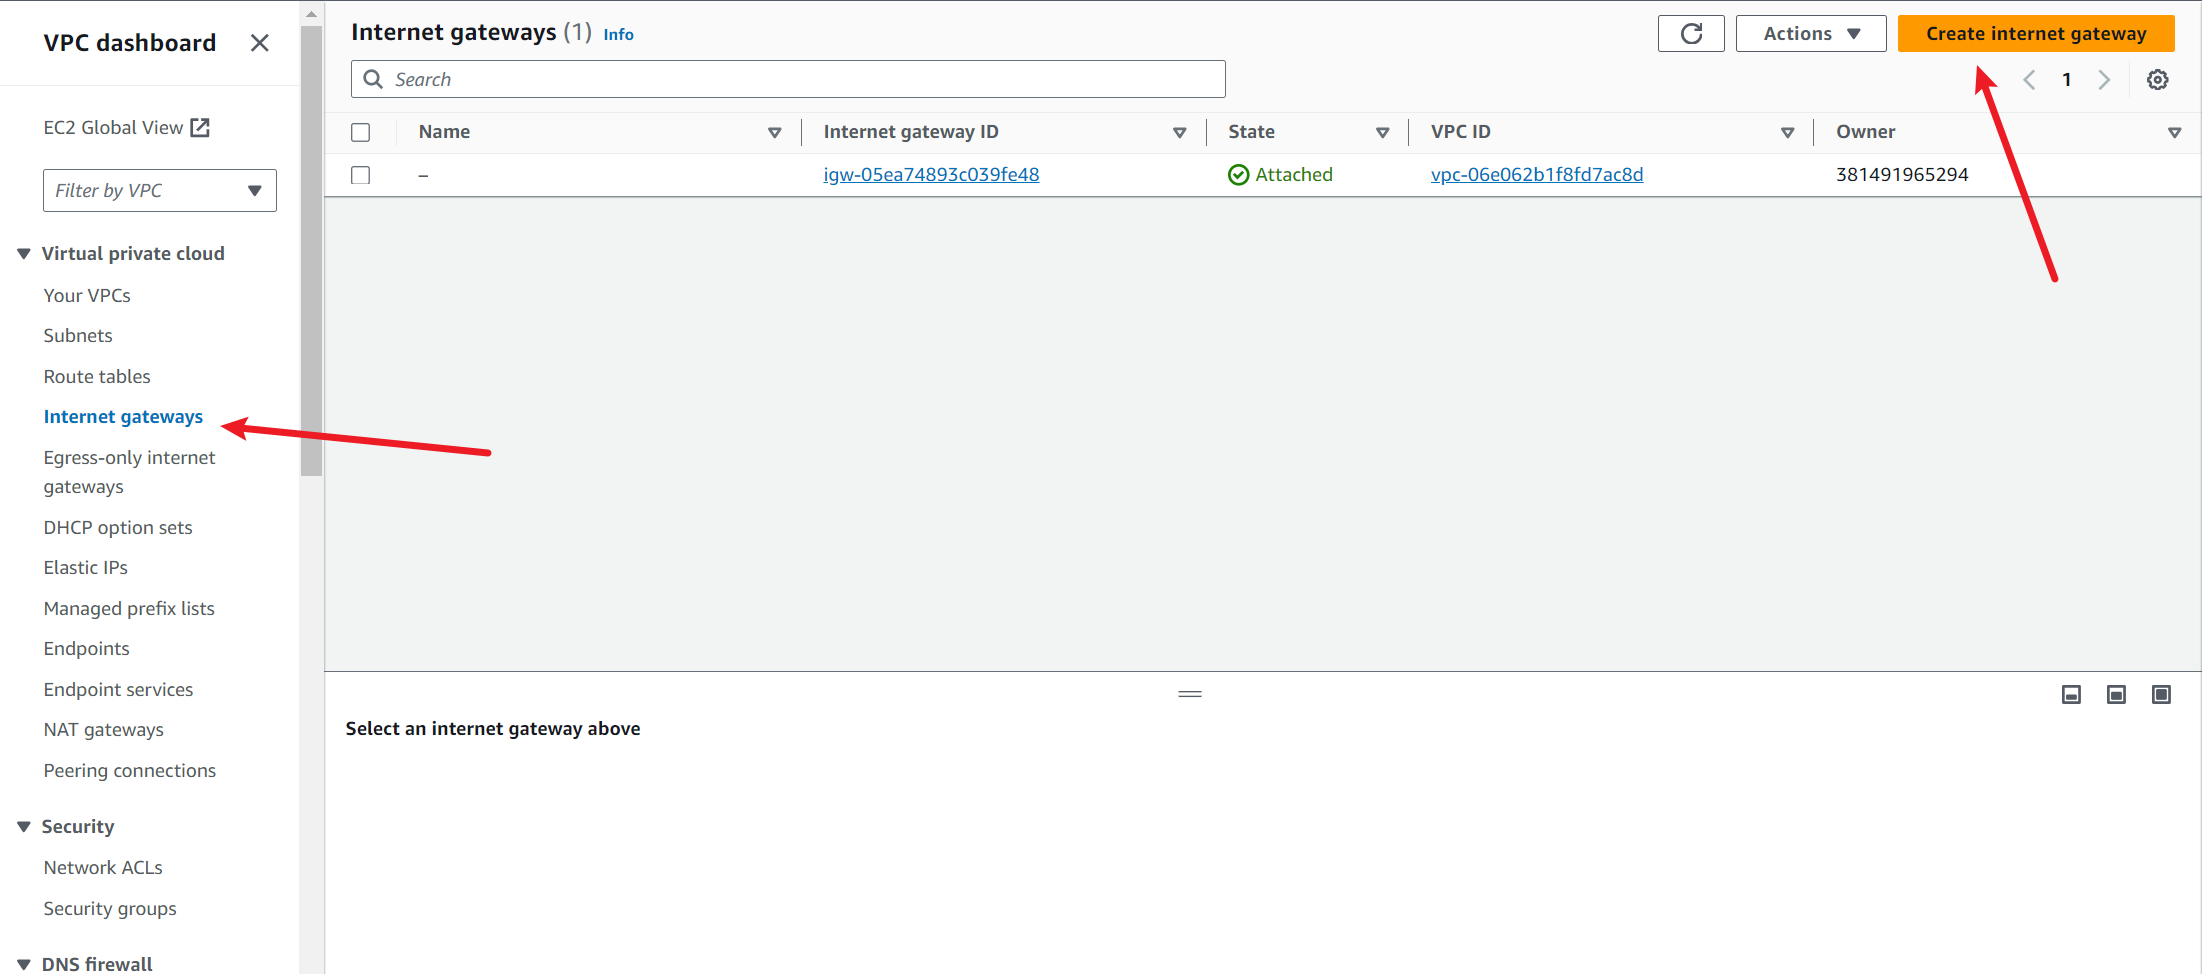 VPC dashboard
EC2 Global View
Filter by VPC
Virtual private cloud
Your VPCs
Subnets
Route tables
Internet gateways
Egress-only internet
gateways
DHCP option sets
Elastic IPs
Managed prefix lists
Endpoints
Endpoint services
NAT gateways
Peering connections
Security
Network ACLs
Security groups
DNS firewall
Internet gateways (1) Info
Actions
Create internet gateway
Search
1
Name Internet gateway ID State VPC ID Owner
– igw-05ea74893c039fe48 Attached vpc-06e062b1f8fd7ac8d 381491965294
Select an internet gateway above